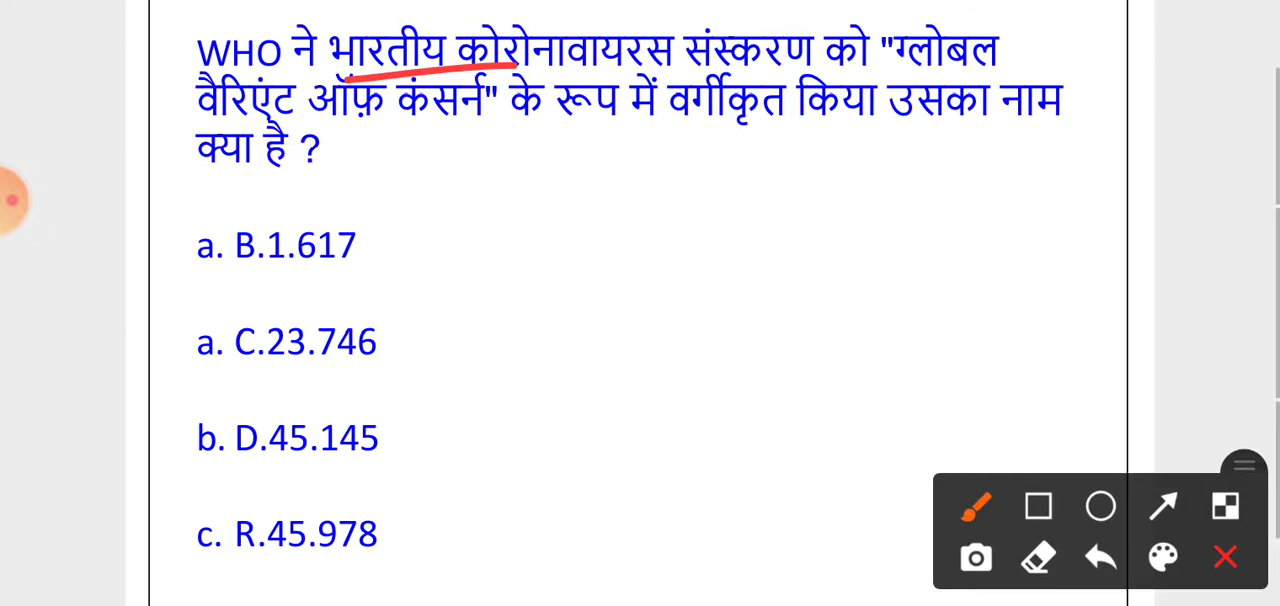 WHO ने भारतीय कोरोनावायरस संस्करण को "ग्लोबल
वैरिएंट ऑफ़ कंसर्न" के रूप में वर्गीकृत किया उसका नाम
क्या है ?
a. B.1.617
a. C.23.746
b. D.45.145
c. R.45.978